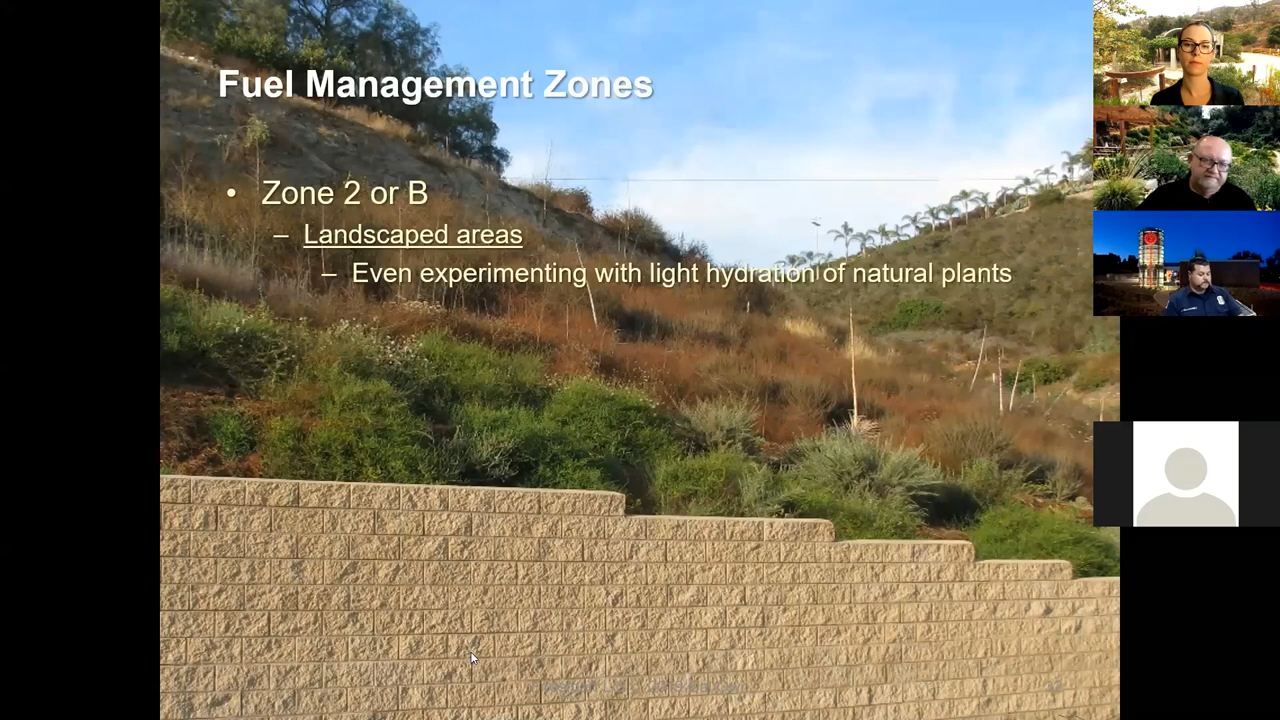 Fuel Management Zones
• Zone 2 or B
– Landscaped areas
– Even experimenting with light hydration of natural plants